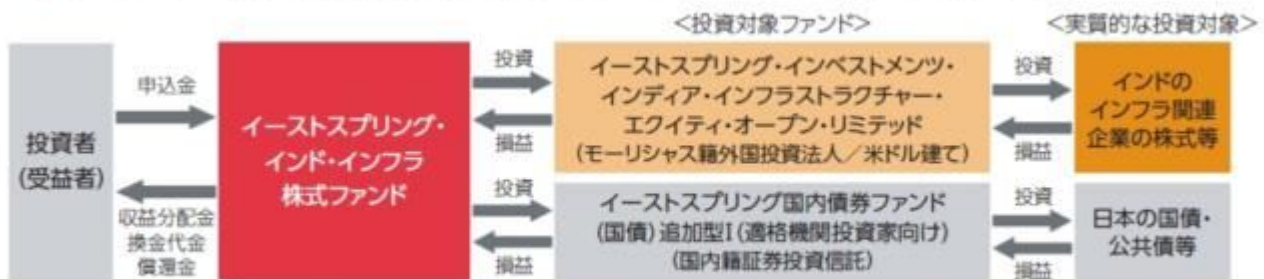 <投資対象ファンド>
<実質的な投資対象>
投資者
(受益者)
申込金
収益分配金
換金代金
償還金
イーストスプリング・
インド・インフラ
株式ファンド
投資
損益
イーストスプリング・インベストメンツ・
インディア・インフラストラクチャー・
エクイティ・オープン・リミテッド
(モーリシャス籍外国投資法人/米ドル建て)
投資
損益
インドの
インフラ関連
企業の株式等
投資
損益
イーストスプリング国内債券ファンド
(国債)追加型I(適格機関投資家向け)
(国内籍証券投資信託)
投資
損益
日本の国債・
公共債等